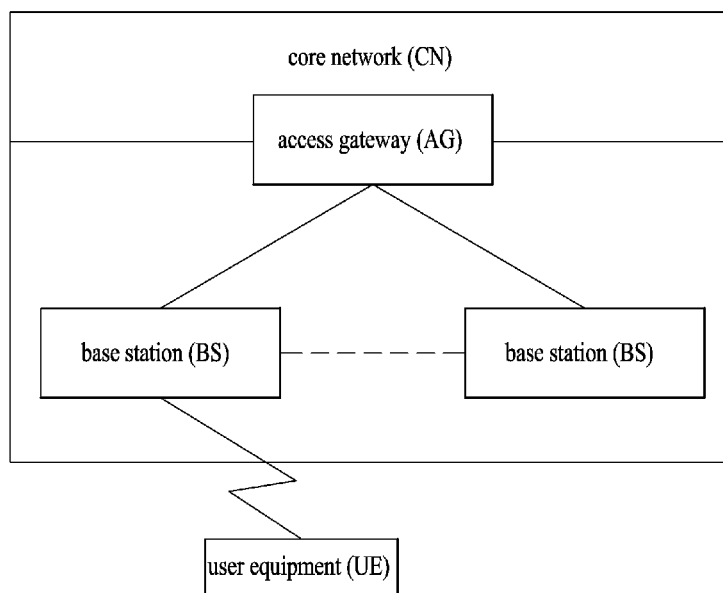 core network (CN)
access gateway (AG)
base station (BS)
base station (BS)
user equipment (UE)